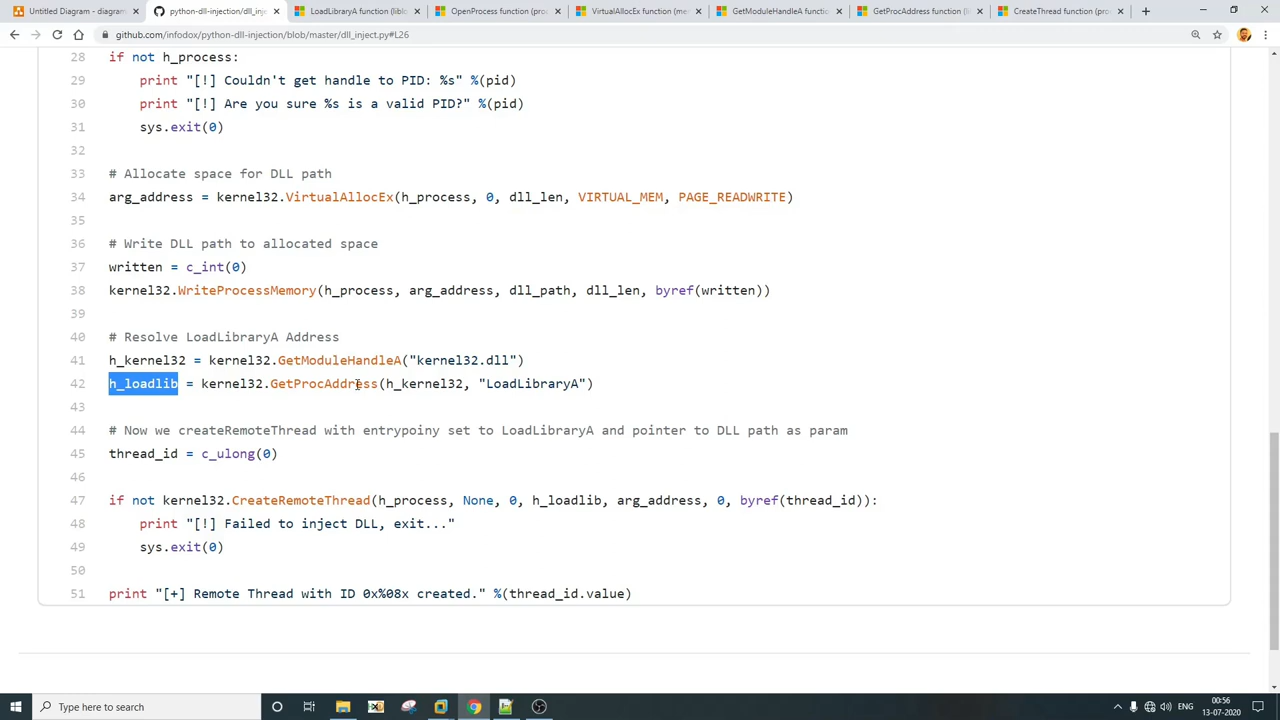 Untitled Diagram - diagram
python-dll-injection/dll_inje
LoadLibraryA function (liblo
OpenProcess function (proc
VirtualAllocEx function (mem
GetModuleHandleA functio
GetProcAddress function (li
CreateThread function (proc
github.com/infodox/python-dll-injection/blob/master/dll_inject.py#L26
28 if not h_process:
29 print "[!] Couldn't get handle to PID: %s" %(pid)
30 print "[!] Are you sure %s is a valid PID?" %(pid)
31 sys.exit(0)
32
33 # Allocate space for DLL path
34 arg_address = kernel32.VirtualAllocEx(h_process, 0, dll_len, VIRTUAL_MEM, PAGE_READWRITE)
35
36 # Write DLL path to allocated space
37 written = c_int(0)
38 kernel32.WriteProcessMemory(h_process, arg_address, dll_path, dll_len, byref(written))
39
40 # Resolve LoadLibraryA Address
41 h_kernel32 = kernel32.GetModuleHandleA("kernel32.dll")
42 h_loadlib = kernel32.GetProcAddress(h_kernel32, "LoadLibraryA")
43
44 # Now we createRemoteThread with entrypoiny set to LoadLibraryA and pointer to DLL path as param
45 thread_id = c_ulong(0)
46
47 if not kernel32.CreateRemoteThread(h_process, None, 0, h_loadlib, arg_address, 0, byref(thread_id)):
48 print "[!] Failed to inject DLL, exit..."
49 sys.exit(0)
50
51 print "[+] Remote Thread with ID 0x%08x created." %(thread_id.value)
Type here to search
ENG
00:56
13-07-2020